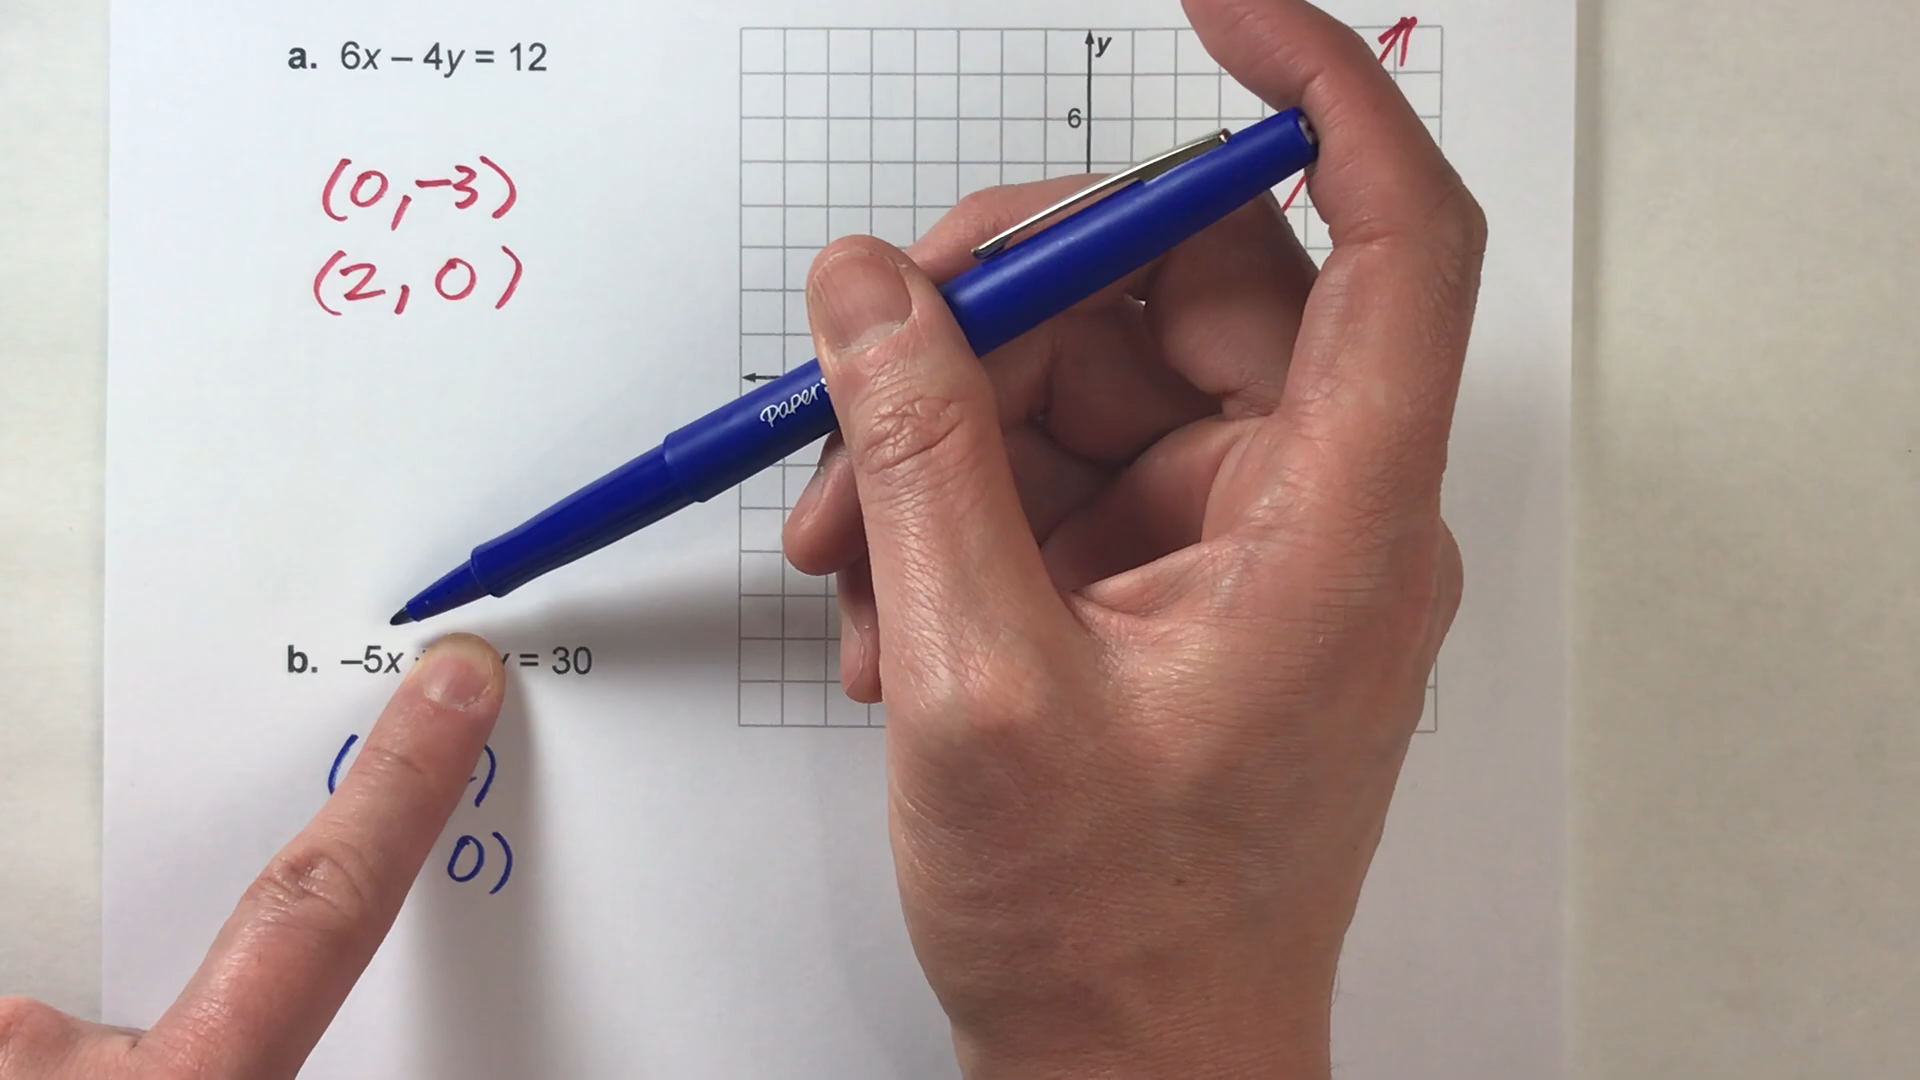 a. 6x – 4y = 12
(0, -3)
(2, 0)
y
6
Paper
b. –5x y = 30
( )
0)